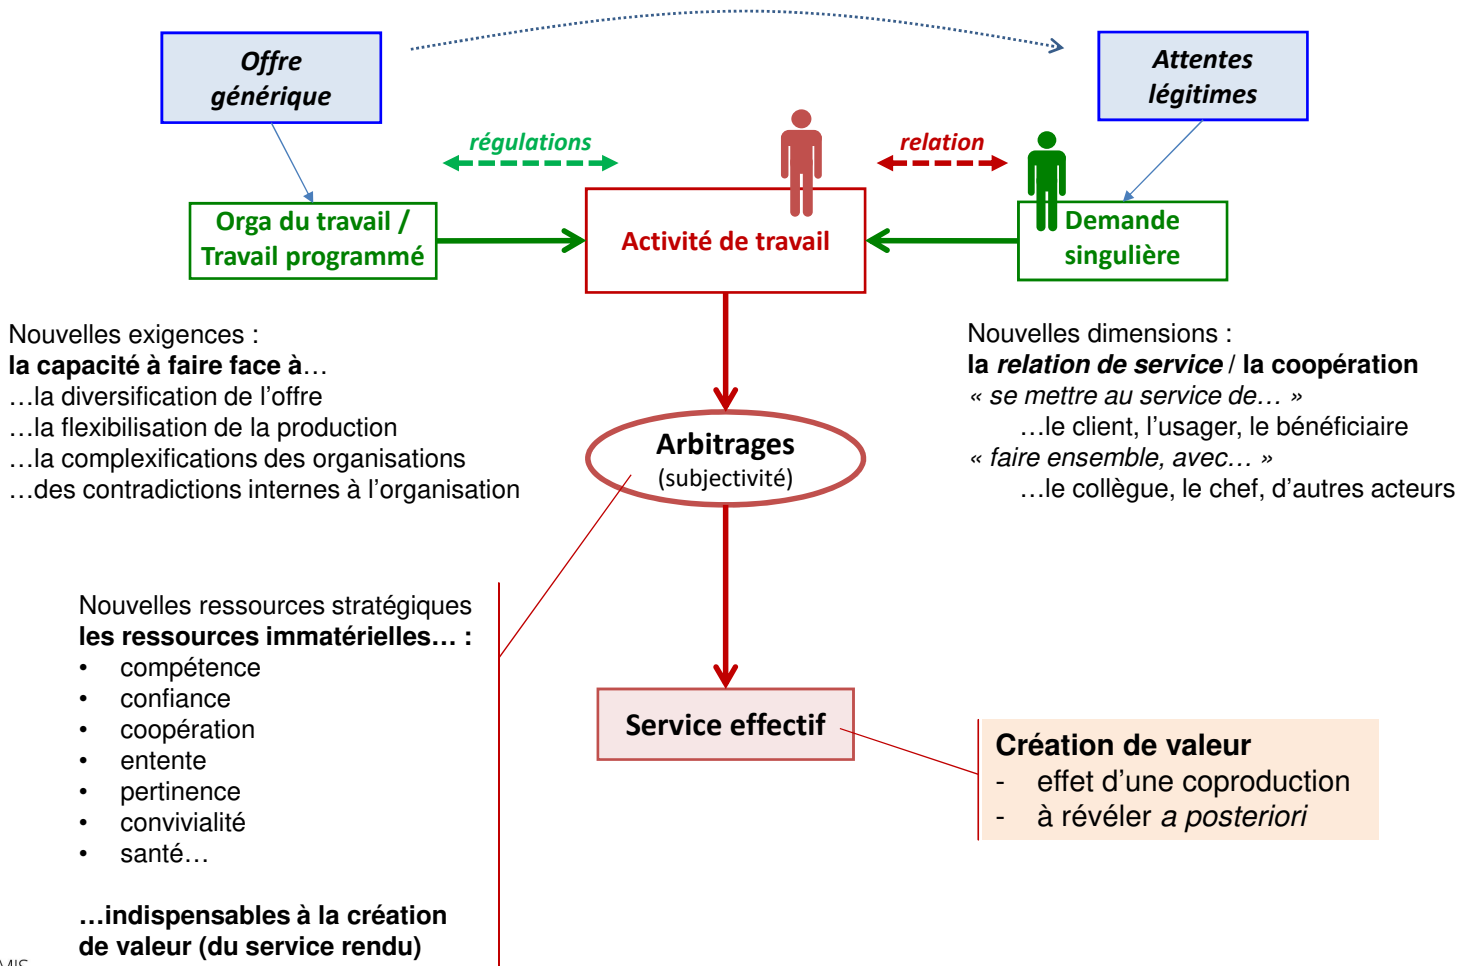 Offre
générique
Attentes
légitimes
régulations
relation
Orga du travail /
Travail programmé
Activité de travail
Demande
singulière
Nouvelles exigences :
la capacité à faire face à…
…la diversification de l’offre
…la flexibilisation de la production
…la complexifications des organisations
…des contradictions internes à l’organisation
Nouvelles dimensions :
la relation de service / la coopération
« se mettre au service de… »
…le client, l’usager, le bénéficiaire
« faire ensemble, avec… »
…le collègue, le chef, d’autres acteurs
Arbitrages
(subjectivité)
Nouvelles ressources stratégiques
les ressources immatérielles… :
• compétence
• confiance
• coopération
• entente
• pertinence
• convivialité
• santé…
…indispensables à la création
de valeur (du service rendu)
Service effectif
Création de valeur
- effet d’une coproduction
- à révéler a posteriori